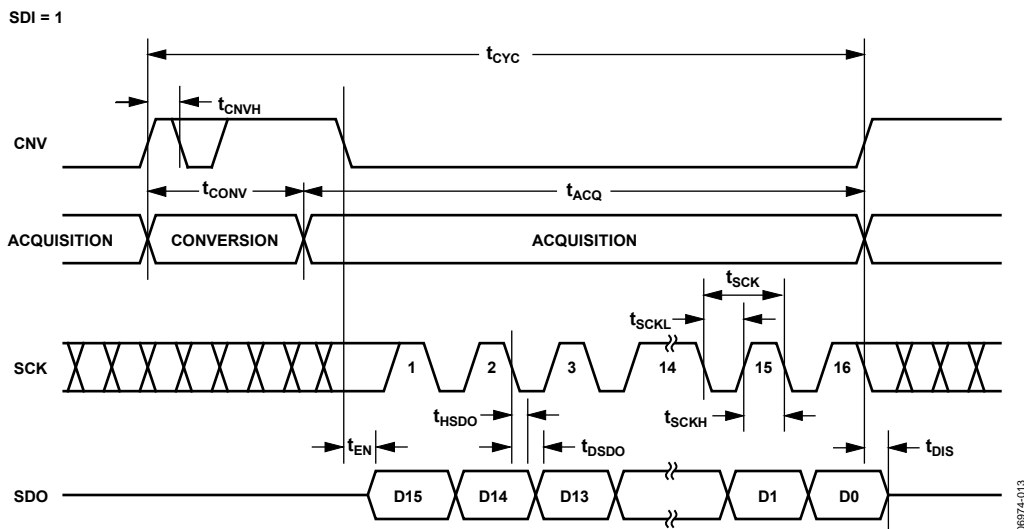 SDI = 1
tCYC
tCNVH
CNV
tCONV
tACQ
ACQUISITION
CONVERSION
ACQUISITION
tSCK
tSCKL
SCK
1
2
3
14
15
16
tHSDO
tSCKH
tEN
tDSDO
tDIS
SDO
D15
D14
D13
D1
D0
06974-013